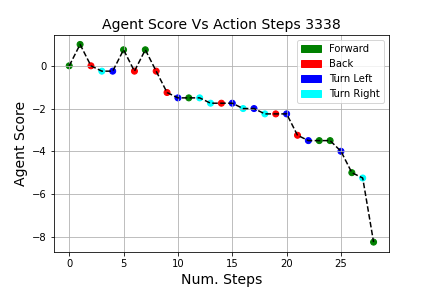 Agent Score Vs Action Steps 3338
Forward
Back
Turn Left
Turn Right
Agent Score
0
−2
−4
−6
−8
0 5 10 15 20 25
Num. Steps